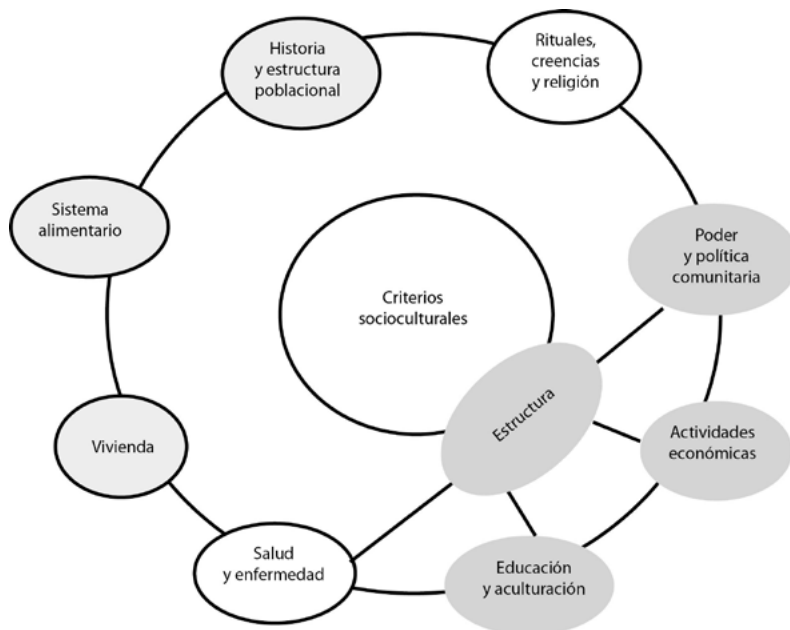 Historia
y estructura
poblacional
Rituales,
creencias
y religión
Sistema
alimentario
Poder
y política
comunitaria
Criterios
socioculturales
Estructura
Vivienda
Actividades
económicas
Salud
y enfermedad
Educación
y aculturación